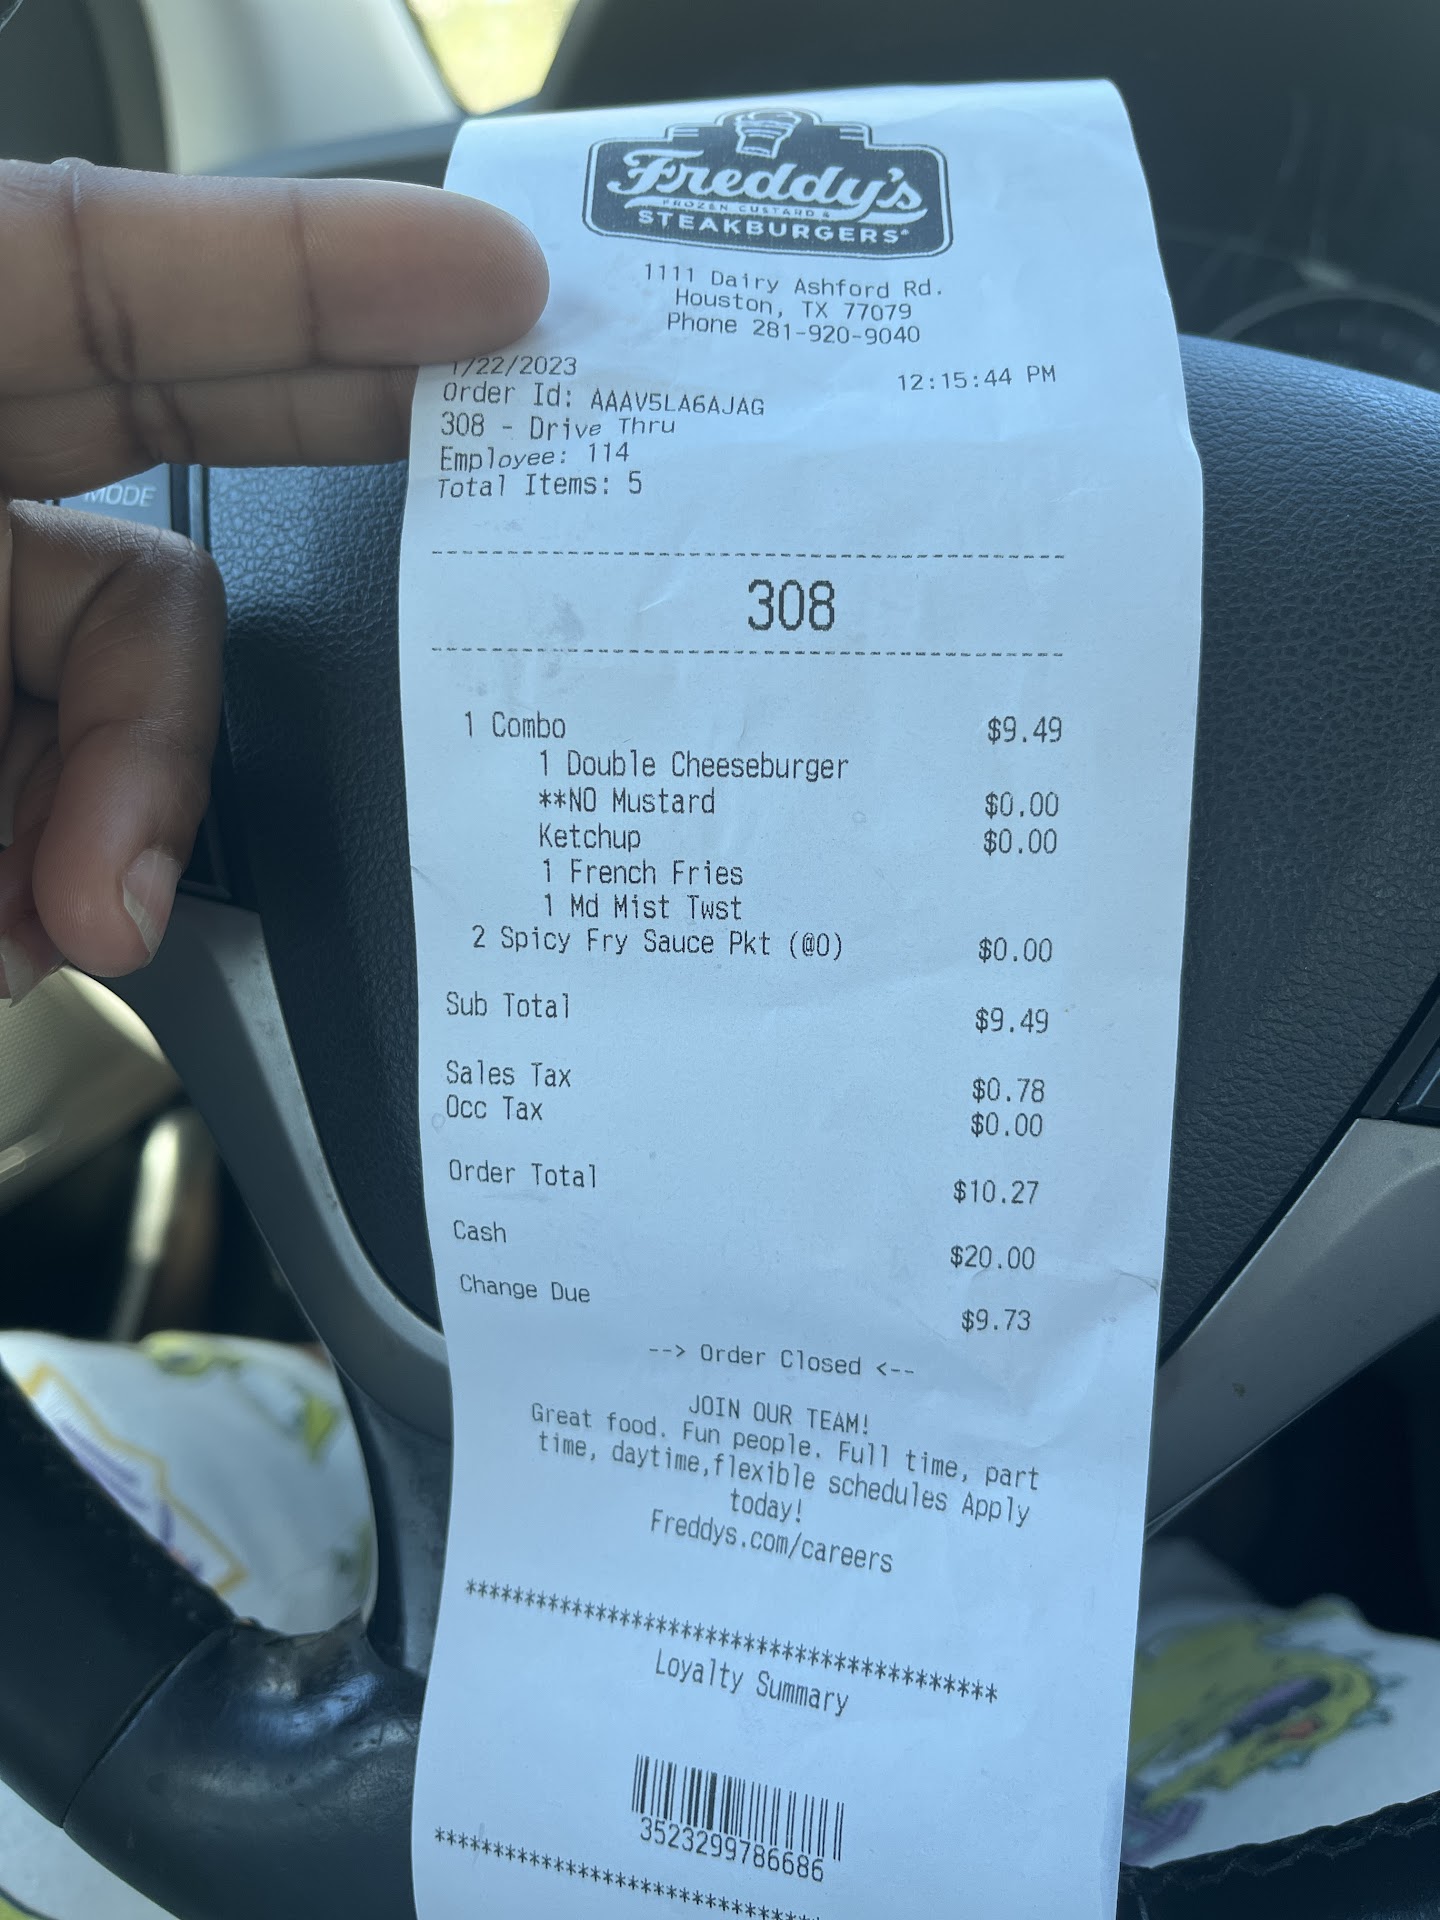 Freddy's
FROZEN CUSTARD &
STEAKBURGERS
1111 Dairy Ashford Rd.
Houston, TX 77079
Phone 281-920-9040
1/22/2023 12:15:44 PM
Order Id: AAAV5LA6AJAG
308 - Drive Thru
Employee: 114
Total Items: 5
308
1 Combo $9.49
1 Double Cheeseburger
**NO Mustard $0.00
Ketchup $0.00
1 French Fries
1 Md Mist Twst
2 Spicy Fry Sauce Pkt (@0) $0.00
Sub Total $9.49
Sales Tax $0.78
Occ Tax $0.00
Order Total $10.27
Cash $20.00
Change Due $9.73
--> Order Closed <--
JOIN OUR TEAM!
Great food. Fun people. Full time, part
time, daytime,flexible schedules Apply
today!
Freddys.com/careers
*********************************************
Loyalty Summary
3523299786686
*********************************************
MODE